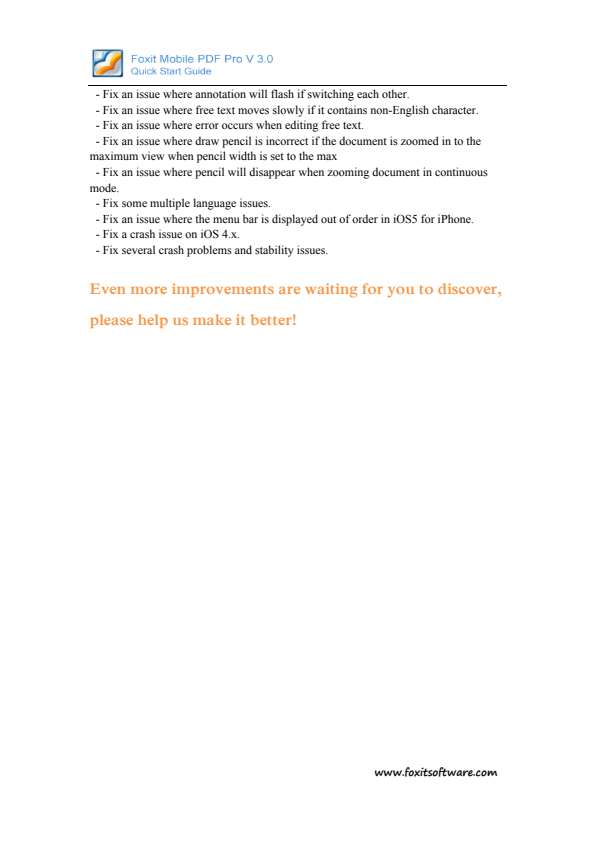 Foxit Mobile PDF Pro V 3.0
Quick Start Guide
- Fix an issue where annotation will flash if switching each other.
- Fix an issue where free text moves slowly if it contains non-English character.
- Fix an issue where error occurs when editing free text.
- Fix an issue where draw pencil is incorrect if the document is zoomed in to the
maximum view when pencil width is set to the max
- Fix an issue where pencil will disappear when zooming document in continuous
mode.
- Fix some multiple language issues.
- Fix an issue where the menu bar is displayed out of order in iOS5 for iPhone.
- Fix a crash issue on iOS 4.x.
- Fix several crash problems and stability issues.
Even more improvements are waiting for you to discover,
please help us make it better!
www.foxitsoftware.com